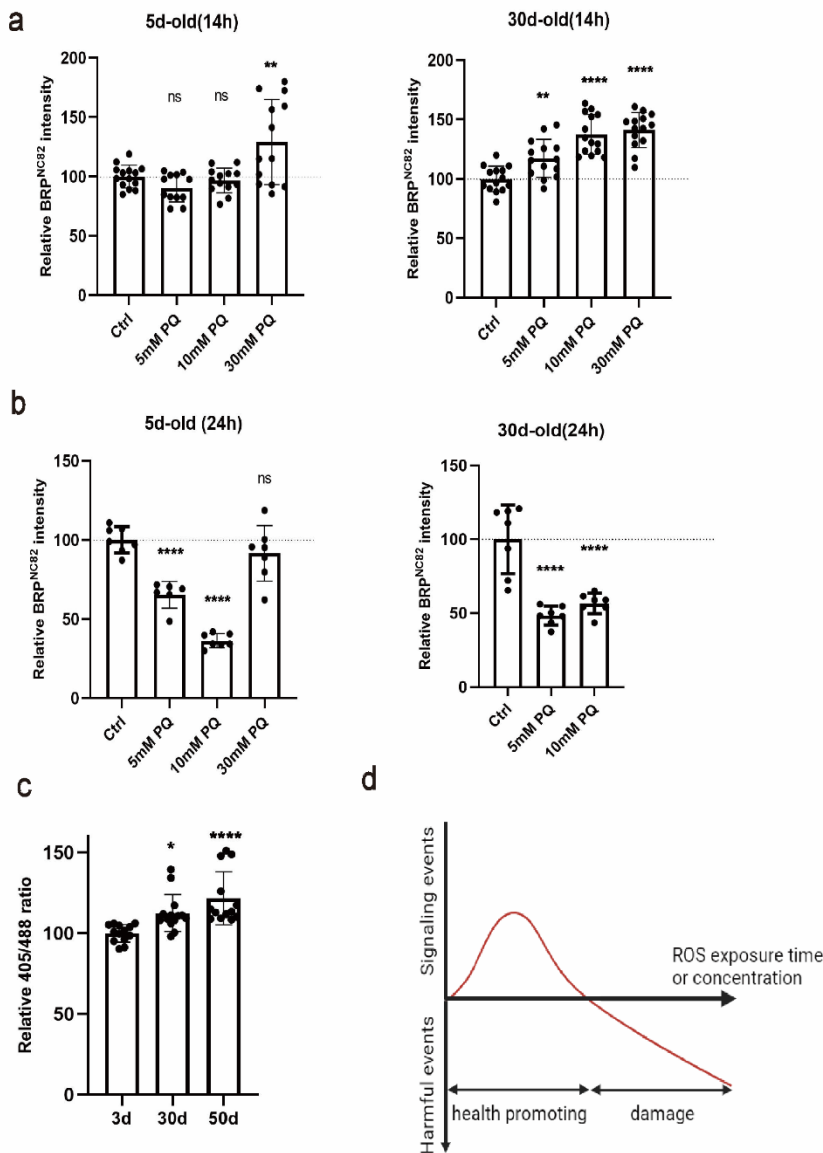 a
5d-old(14h)
Relative BRP^NC82 intensity
200
150
100
50
0
ns
ns
**
Ctrl
5mM PQ
10mM PQ
30mM PQ
30d-old(14h)
Relative BRP^NC82 intensity
200
150
100
50
0
**
****
****
Ctrl
5mM PQ
10mM PQ
30mM PQ
b
5d-old (24h)
Relative BRP^NC82 intensity
150
100
50
0
****
****
ns
Ctrl
5mM PQ
10mM PQ
30mM PQ
30d-old(24h)
Relative BRP^NC82 intensity
150
100
50
0
****
****
Ctrl
5mM PQ
10mM PQ
c
Relative 405/488 ratio
150
100
50
0
*
****
3d
30d
50d
d
Signaling events
Harmful events
ROS exposure time
or concentration
health promoting
damage